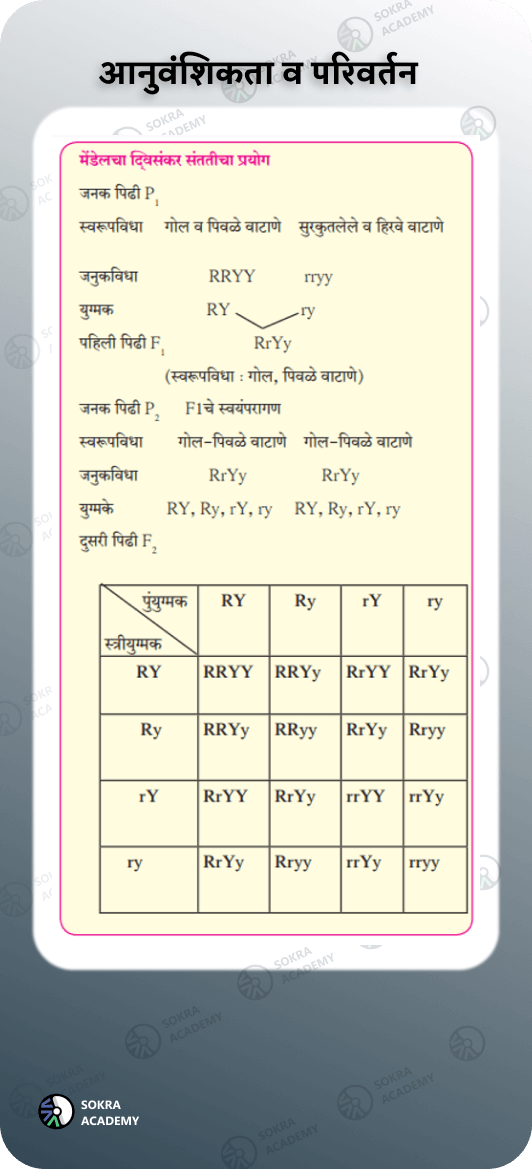 आनुवंशिकता व परिवर्तन
मेंडेलचा द्विसंकर संततीचा प्रयोग
जनक पिढी P1
स्वरूपविधा गोल व पिवळे वाटाणे सुरकुतलेले व हिरवे वाटाणे
जनुकविधा RRYY rryy
युग्मक RY ry
पहिली पिढी F1 RrYy
(स्वरूपविधा : गोल, पिवळे वाटाणे)
जनक पिढी P2 F1चे स्वयंपरागण
स्वरूपविधा गोल-पिवळे वाटाणे गोल-पिवळे वाटाणे
जनुकविधा RrYy RrYy
युग्मके RY, Ry, rY, ry RY, Ry, rY, ry
दुसरी पिढी F2
पुंयुग्मक RY Ry rY ry
स्त्रीयुग्मक
RY RRYY RRYy RrYY RrYy
Ry RRYy RRyy RrYy Rryy
rY RrYY RrYy rrYY rrYy
ry RrYy Rryy rrYy rryy
SOKRA
ACADEMY